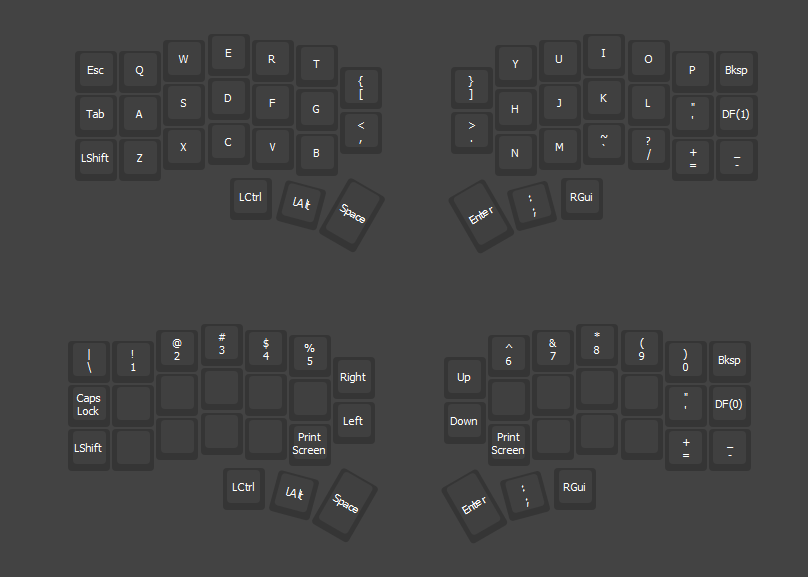 Esc Q W E R T { [
} ] Y U I O P Bksp
Tab A S D F G < ,
> . H J K L " ' DF(1)
LShift Z X C V B
N M ~ ` ? / + = _ -
LCtrl LAlt Space
Enter : ; RGui
| \ ! 1 @ 2 # 3 $ 4 % 5 Right
Up ^ 6 & 7 * 8 ( 9 ) 0 Bksp
Caps Lock Left
Down " ' DF(0)
LShift Print Screen
Print Screen + = _ -
LCtrl LAlt Space
Enter : ; RGui